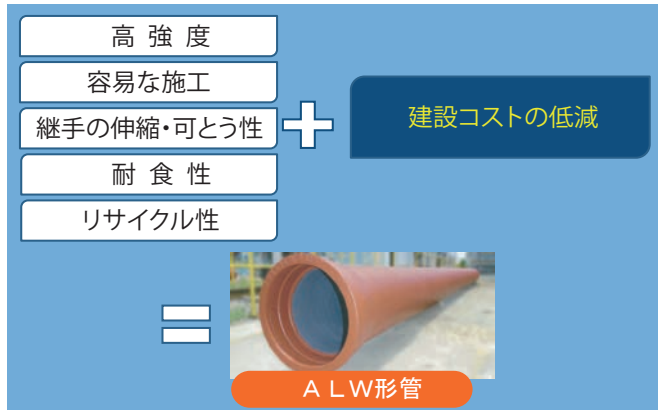 高強度
容易な施工
継手の伸縮・可とう性
耐食性
リサイクル性
建設コストの低減
ALW形管